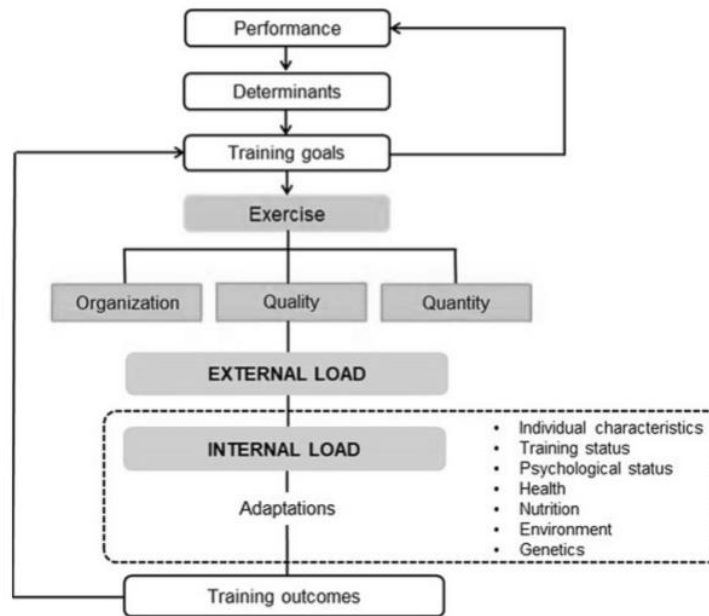 Performance
Determinants
Training goals
Exercise
Organization
Quality
Quantity
EXTERNAL LOAD
INTERNAL LOAD
Adaptations
• Individual characteristics
• Training status
• Psychological status
• Health
• Nutrition
• Environment
• Genetics
Training outcomes